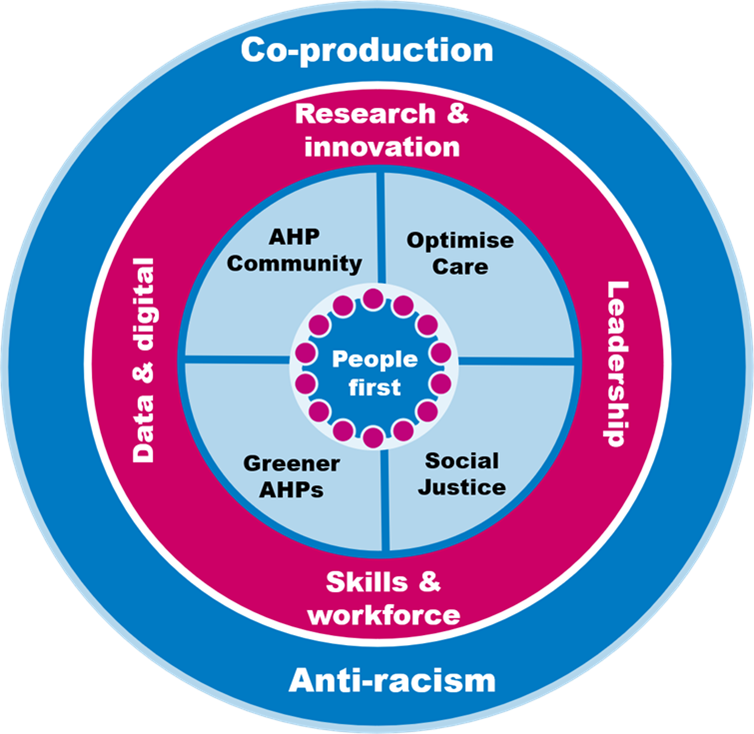 Co-production
Research &
innovation
AHP
Community
Optimise
Care
Data & digital
People
first
Leadership
Greener
AHPs
Social
Justice
Skills &
workforce
Anti-racism